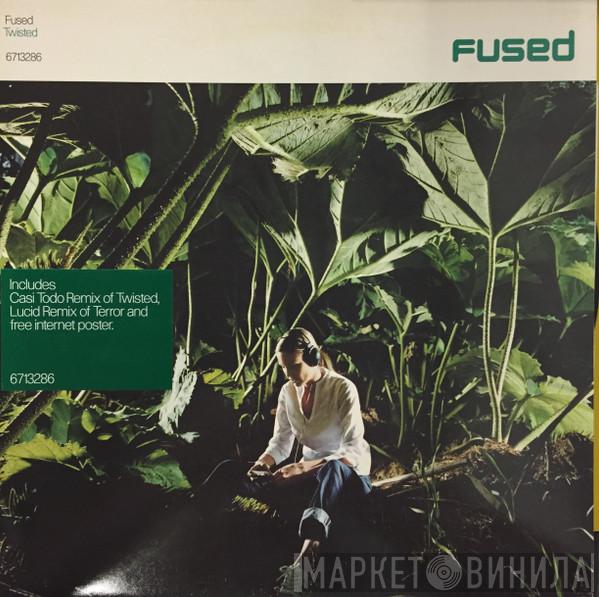 Fused
Twisted
6713286
Fused
Includes
Casi Todo Remix of Twisted,
Lucid Remix of Terror and
free internet poster.
6713286
МАРКЕТ ВИНИЛА